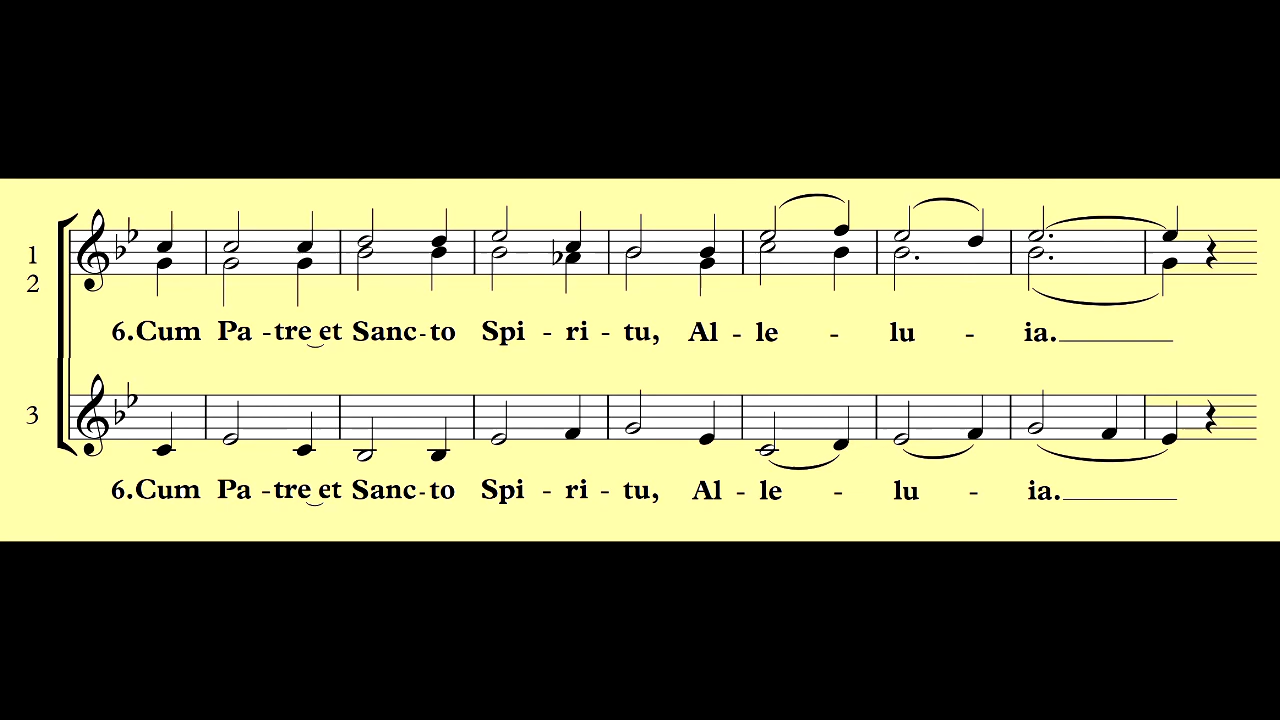 1
2
6.Cum Pa - tre et Sanc - to Spi - ri - tu, Al - le - lu - ia.
3
6.Cum Pa - tre et Sanc - to Spi - ri - tu, Al - le - lu - ia.